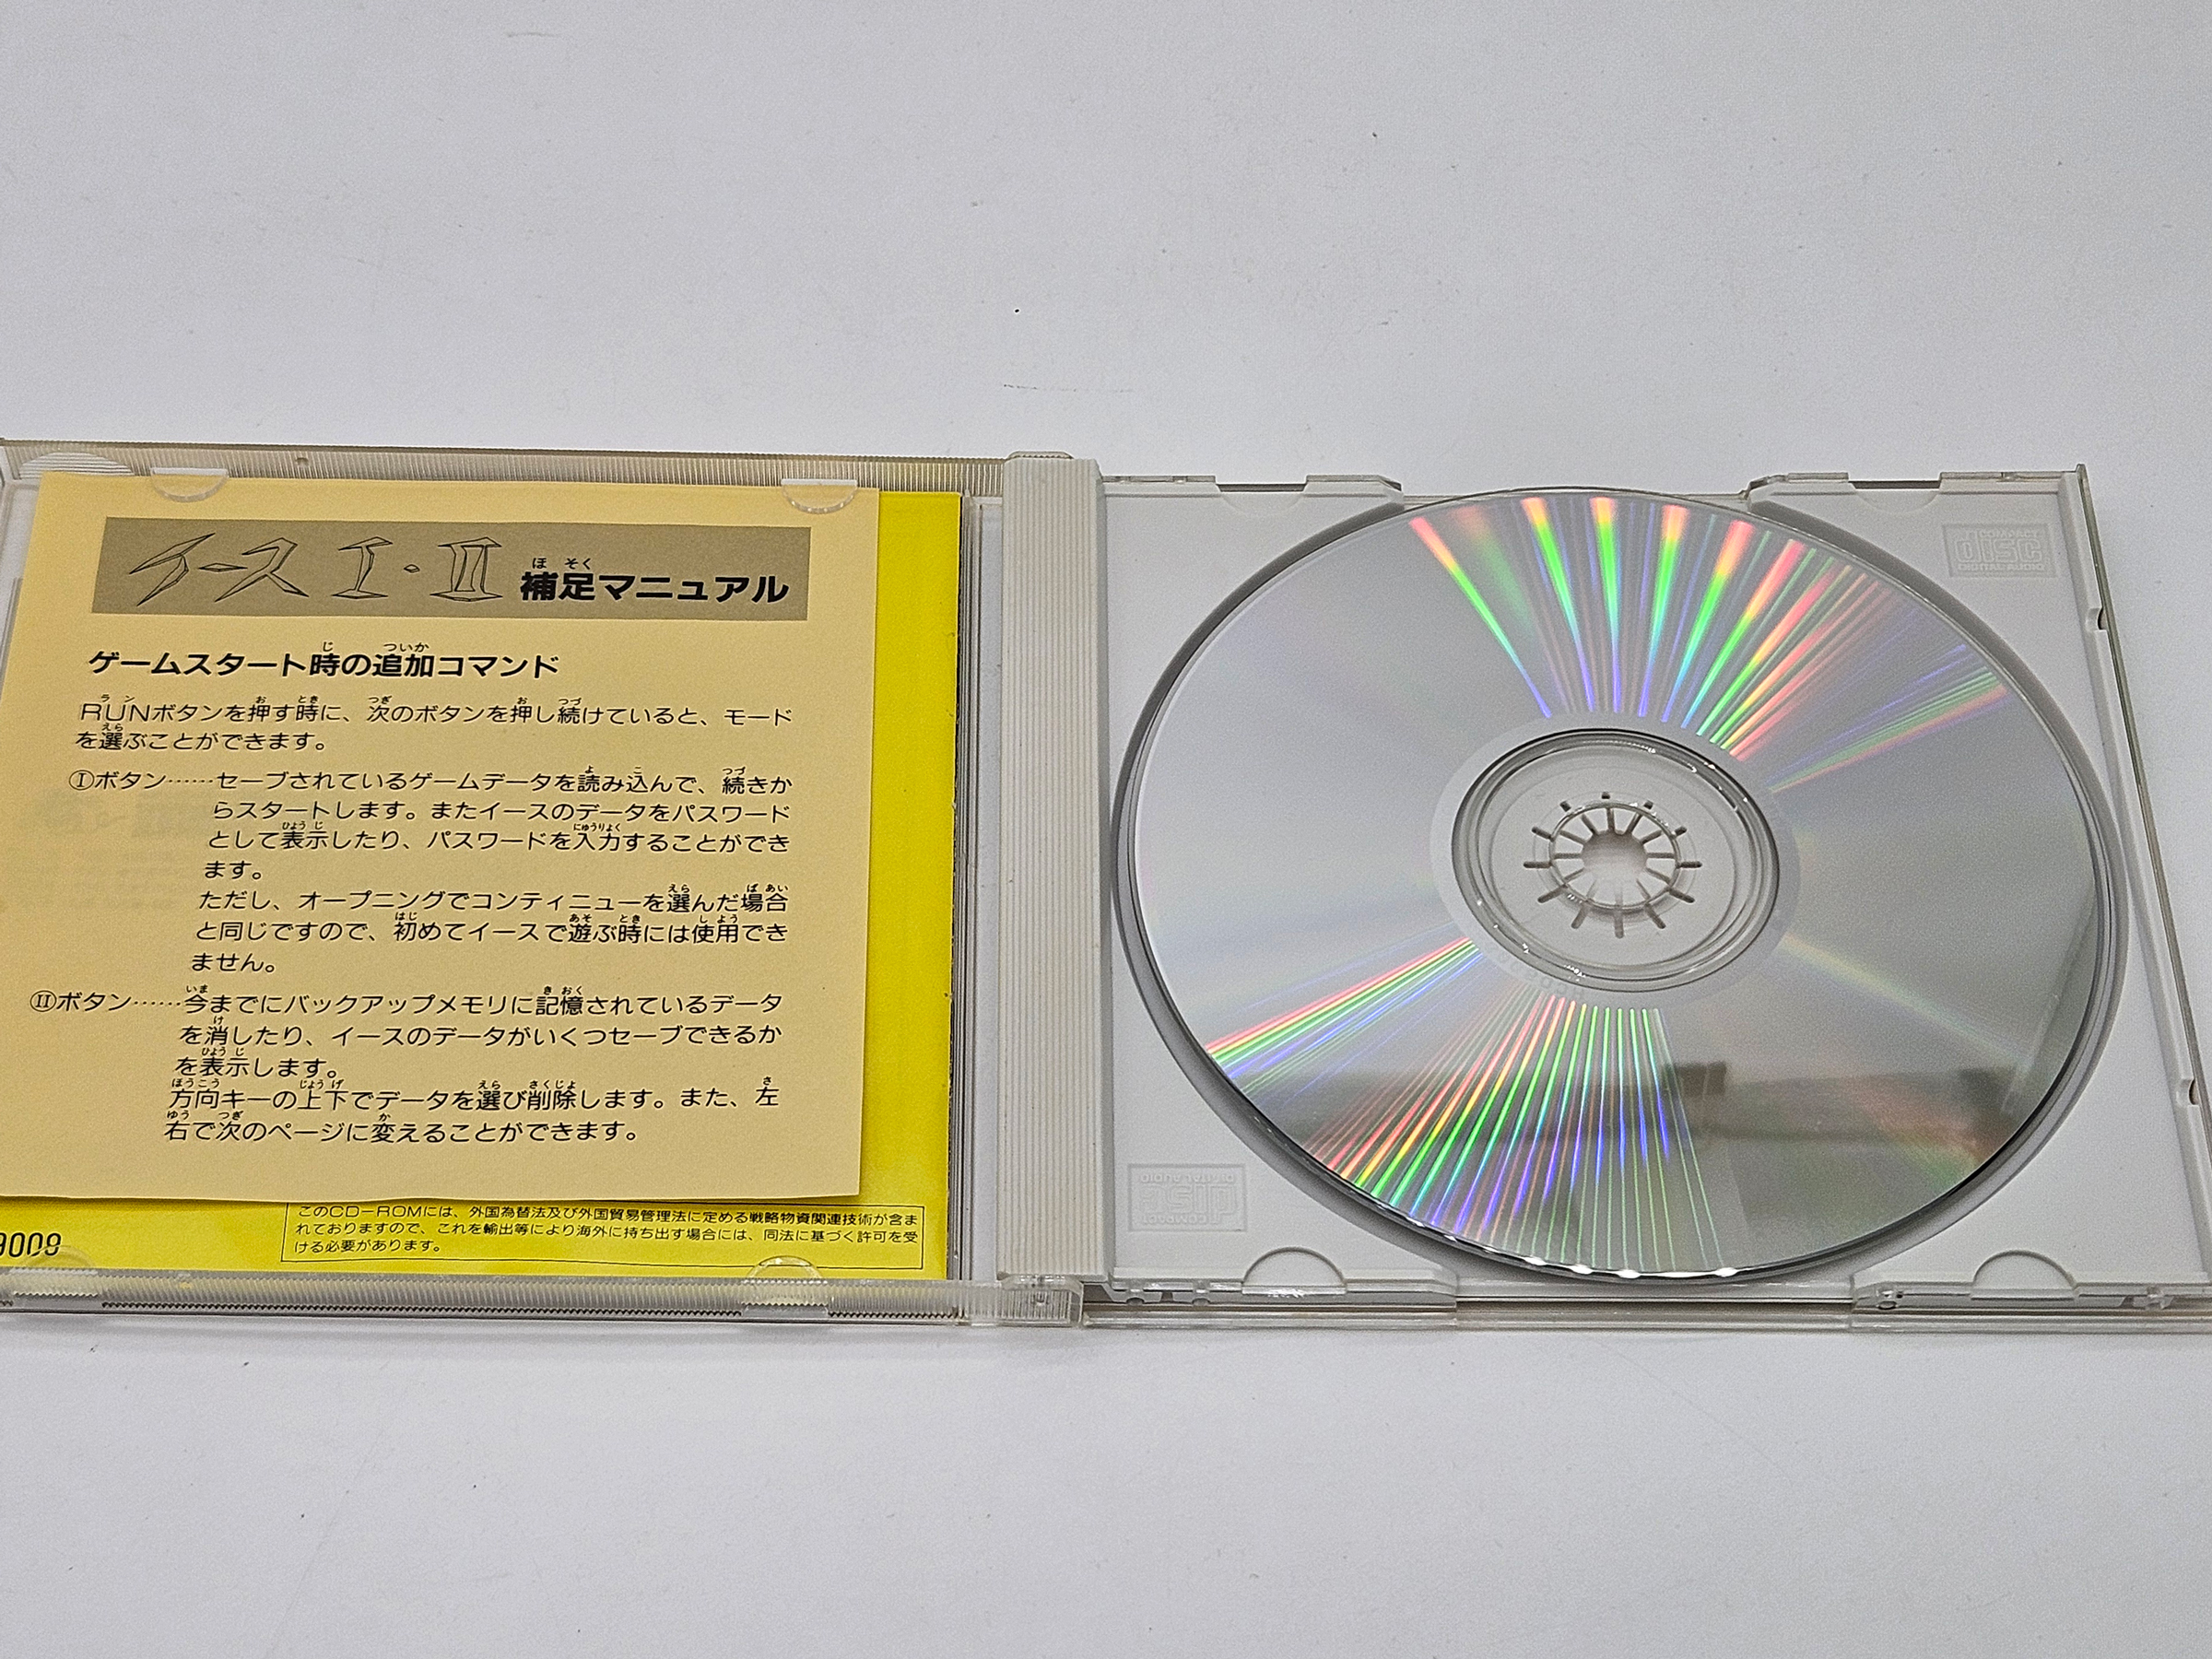 イースⅠ・Ⅱ 補足マニュアル
ゲームスタート時の追加コマンド
RUNボタンを押す時に、次のボタンを押し続けていると、モード
を選ぶことができます。
Ⓘボタン……セーブされているゲームデータを読み込んで、続きか
らスタートします。またイースのデータをパスワード
として表示したり、パスワードを入力することができ
ます。
ただし、オープニングでコンティニューを選んだ場合
と同じですので、初めてイースで遊ぶ時には使用でき
ません。
Ⅱボタン……今までにバックアップメモリに記憶されているデータ
を消したり、イースのデータがいくつセーブできるか
を表示します。
方向キーの上下でデータを選び削除します。また、左
右で次のページに変えることができます。
このCD-ROMには、外国為替法及び外国貿易管理法に定める戦略物資関連技術が含ま
れておりますので、これを輸出等により海外に持ち出す場合には、同法に基づく許可を受
ける必要があります。
9009
COMPACT
disc
DIGITAL AUDIO
COMPACT
disc
DIGITAL AUDIO